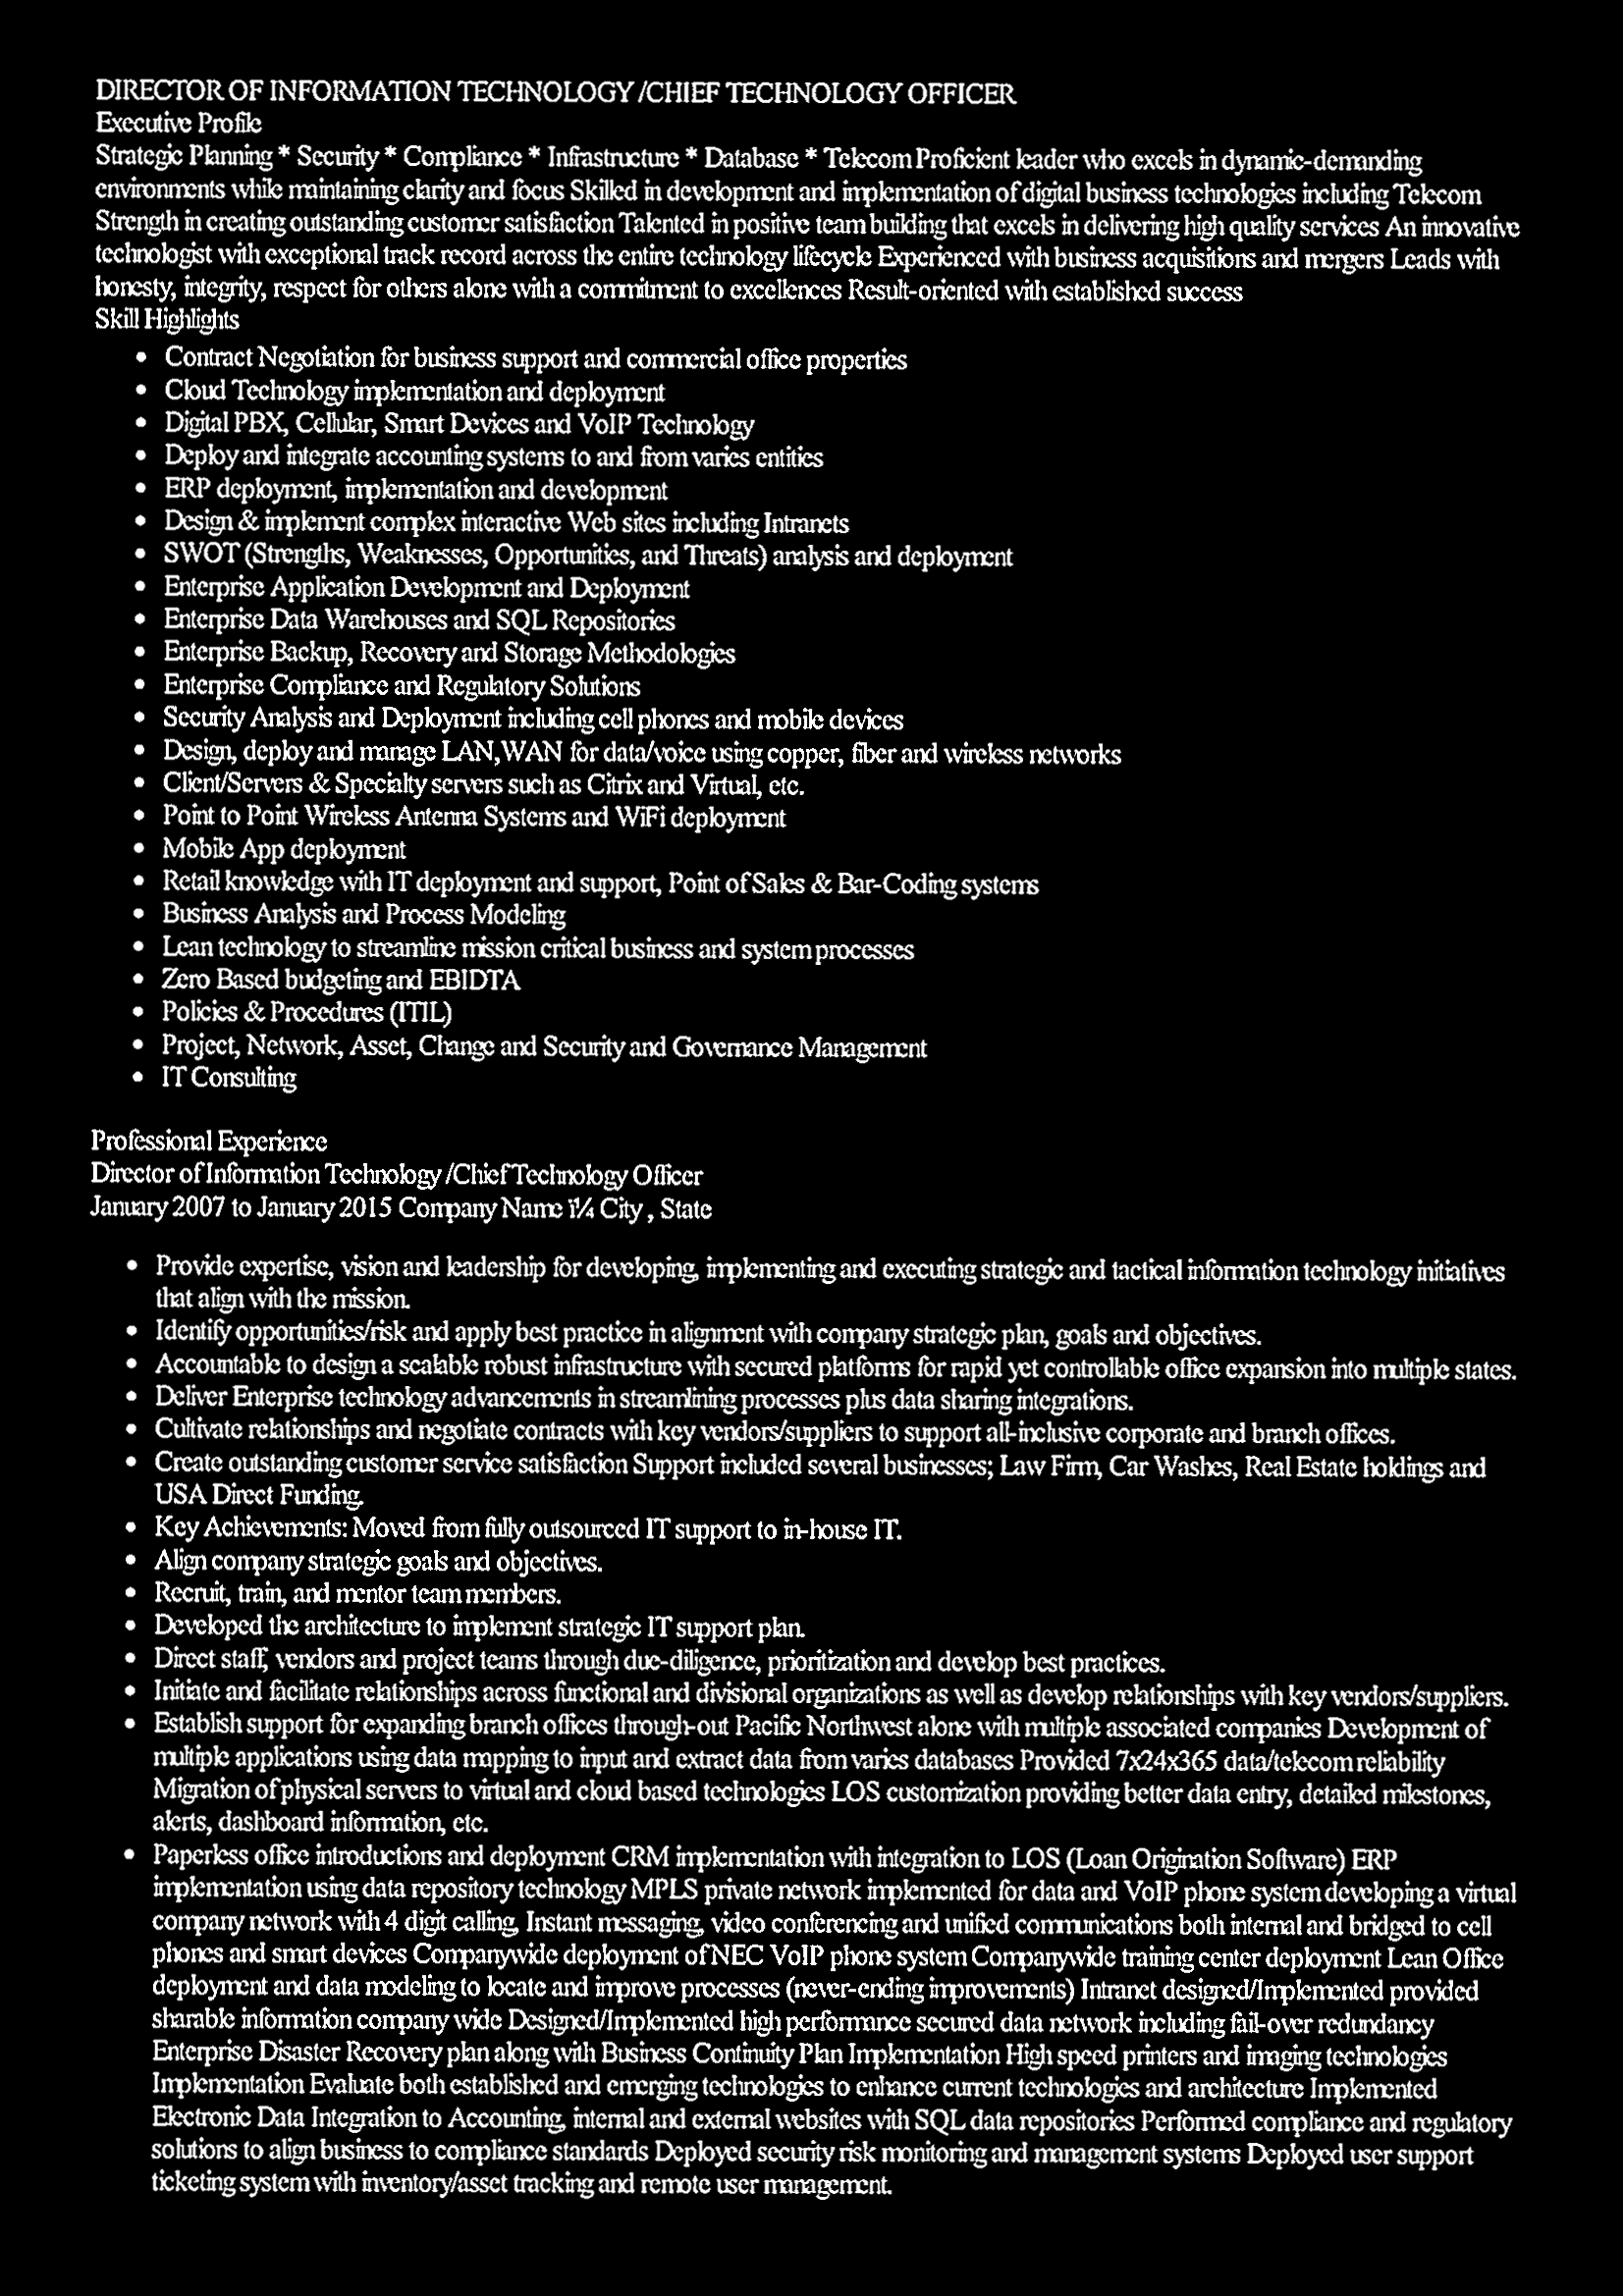 DIRECTOR OF INFORMATION TECHNOLOGY /CHIEF TECHNOLOGY OFFICER
Executive Profile
Strategic Planning * Security * Compliance * Infrastructure * Database * Telecom Proficient leader who excels in dynamic-demanding
environments while maintaining clarity and focus Skilled in development and implementation of digital business technologies including Telecom
Strength in creating outstanding customer satisfaction Talented in positive team building that excels in delivering high quality services An innovative
technologist with exceptional track record across the entire technology lifecycle Experienced with business acquisitions and mergers Leads with
honesty, integrity, respect for others alone with a commitment to excellences Result-oriented with established success
Skill Highlights
• Contract Negotiation for business support and commercial office properties
• Cloud Technology implementation and deployment
• Digital PBX, Cellular, Smart Devices and VoIP Technology
• Deploy and integrate accounting systems to and from varies entities
• ERP deployment, implementation and development
• Design & implement complex interactive Web sites including Intranets
• SWOT (Strengths, Weaknesses, Opportunities, and Threats) analysis and deployment
• Enterprise Application Development and Deployment
• Enterprise Data Warehouses and SQL Repositories
• Enterprise Backup, Recovery and Storage Methodologies
• Enterprise Compliance and Regulatory Solutions
• Security Analysis and Deployment including cell phones and mobile devices
• Design, deploy and manage LAN,WAN for data/voice using copper, fiber and wireless networks
• Client/Servers & Specialty servers such as Citrix and Virtual, etc.
• Point to Point Wireless Antenna Systems and WiFi deployment
• Mobile App deployment
• Retail knowledge with IT deployment and support, Point of Sales & Bar-Coding systems
• Business Analysis and Process Modeling
• Lean technology to streamline mission critical business and system processes
• Zero Based budgeting and EBIDTA
• Policies & Procedures (ITIL)
• Project, Network, Asset, Change and Security and Governance Management
• IT Consulting
Professional Experience
Director of Information Technology /Chief Technology Officer
January 2007 to January 2015 Company Name ï¼ City , State
• Provide expertise, vision and leadership for developing, implementing and executing strategic and tactical information technology initiatives
that align with the mission.
• Identify opportunities/risk and apply best practice in alignment with company strategic plan, goals and objectives.
• Accountable to design a scalable robust infrastructure with secured platforms for rapid yet controllable office expansion into multiple states.
• Deliver Enterprise technology advancements in streamlining processes plus data sharing integrations.
• Cultivate relationships and negotiate contracts with key vendors/suppliers to support all-inclusive corporate and branch offices.
• Create outstanding customer service satisfaction Support included several businesses; Law Firm, Car Washes, Real Estate holdings and
USA Direct Funding.
• Key Achievements: Moved from fully outsourced IT support to in-house IT.
• Align company strategic goals and objectives.
• Recruit, train, and mentor team members.
• Developed the architecture to implement strategic IT support plan.
• Direct staff, vendors and project teams through due-diligence, prioritization and develop best practices.
• Initiate and facilitate relationships across functional and divisional organizations as well as develop relationships with key vendors/suppliers.
• Establish support for expanding branch offices through-out Pacific Northwest alone with multiple associated companies Development of
multiple applications using data mapping to input and extract data from varies databases Provided 7x24x365 data/telecom reliability
Migration of physical servers to virtual and cloud based technologies LOS customization providing better data entry, detailed milestones,
alerts, dashboard information, etc.
• Paperless office introductions and deployment CRM implementation with integration to LOS (Loan Origination Software) ERP
implementation using data repository technology MPLS private network implemented for data and VoIP phone system developing a virtual
company network with 4 digit calling, Instant messaging, video conferencing and unified communications both internal and bridged to cell
phones and smart devices Companywide deployment of NEC VoIP phone system Companywide training center deployment Lean Office
deployment and data modeling to locate and improve processes (never-ending improvements) Intranet designed/Implemented provided
sharable information company wide Designed/Implemented high performance secured data network including fail-over redundancy
Enterprise Disaster Recovery plan along with Business Continuity Plan Implementation High speed printers and imaging technologies
Implementation Evaluate both established and emerging technologies to enhance current technologies and architecture Implemented
Electronic Data Integration to Accounting, internal and external websites with SQL data repositories Performed compliance and regulatory
solutions to align business to compliance standards Deployed security risk monitoring and management systems Deployed user support
ticketing system with inventory/asset tracking and remote user management.